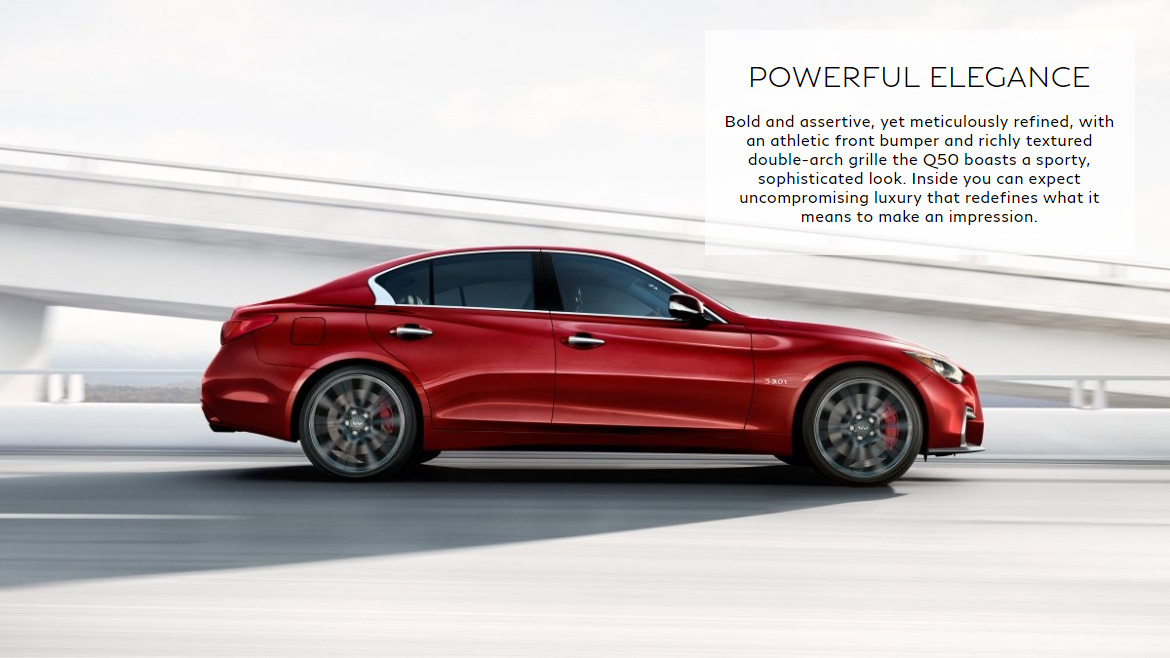 POWERFUL ELEGANCE
Bold and assertive, yet meticulously refined, with
an athletic front bumper and richly textured
double-arch grille the Q50 boasts a sporty,
sophisticated look. Inside you can expect
uncompromising luxury that redefines what it
means to make an impression.